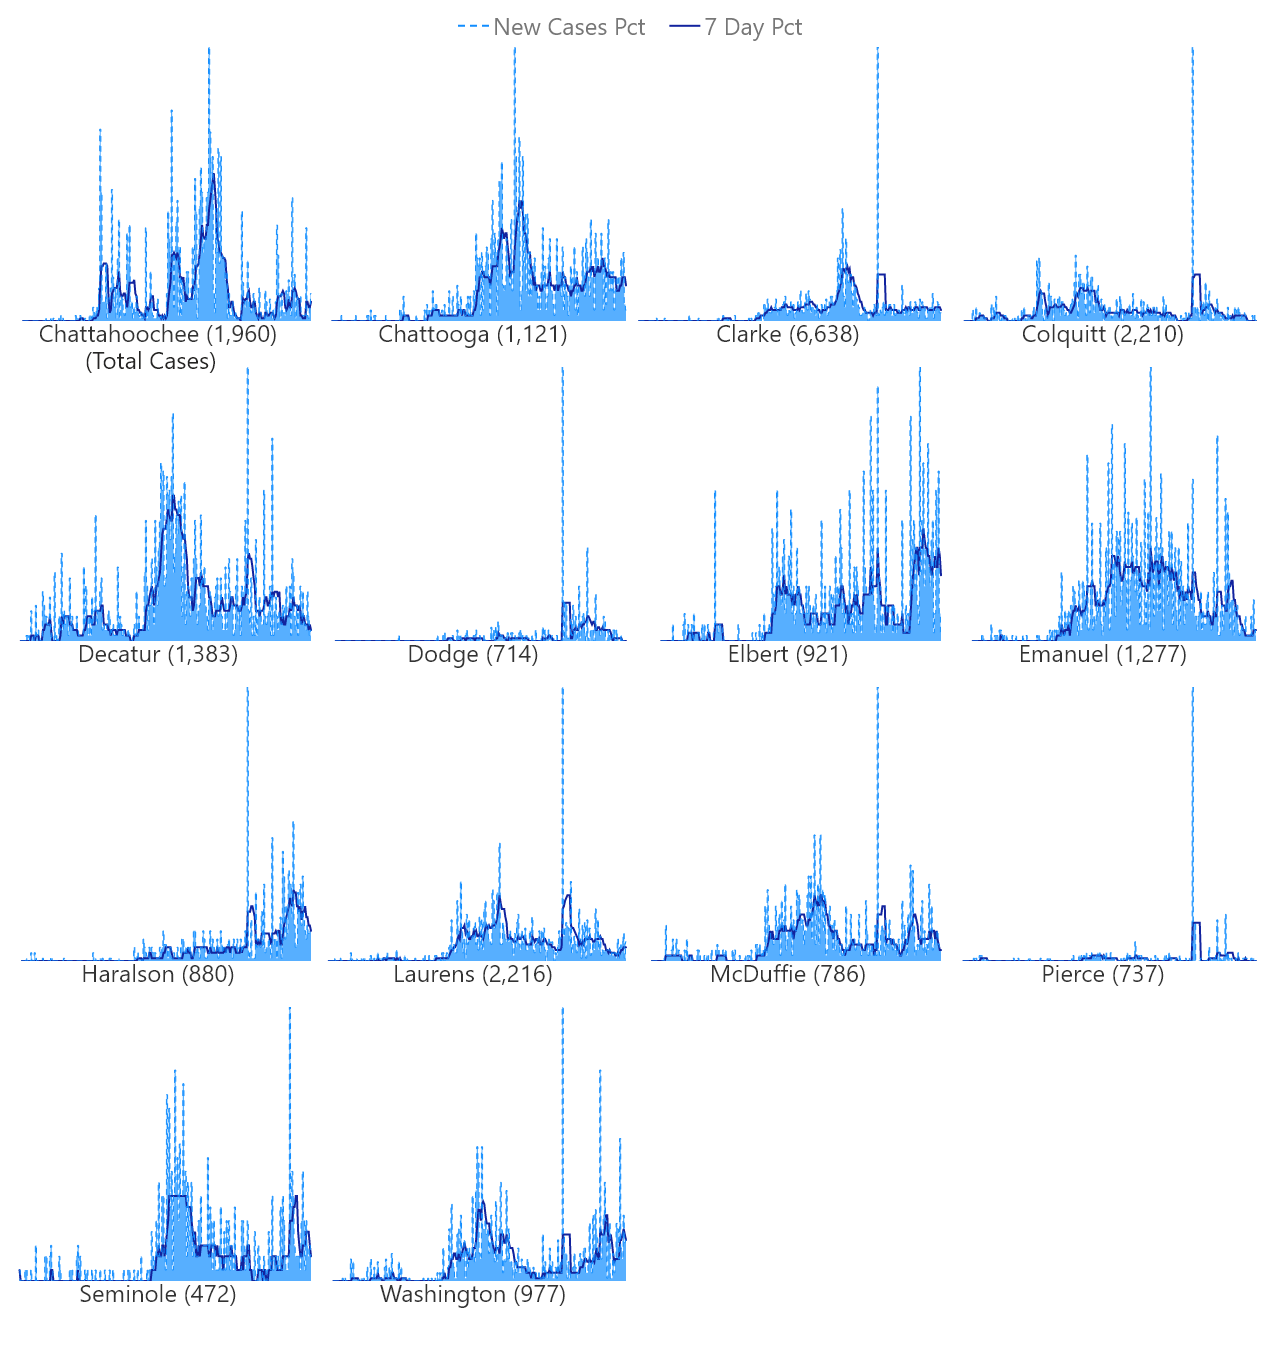 New Cases Pct 7 Day Pct
Chattahoochee (1,960) Chattooga (1,121) Clarke (6,638) Colquitt (2,210)
(Total Cases)
Decatur (1,383) Dodge (714) Elbert (921) Emanuel (1,277)
Haralson (880) Laurens (2,216) McDuffie (786) Pierce (737)
Seminole (472) Washington (977)